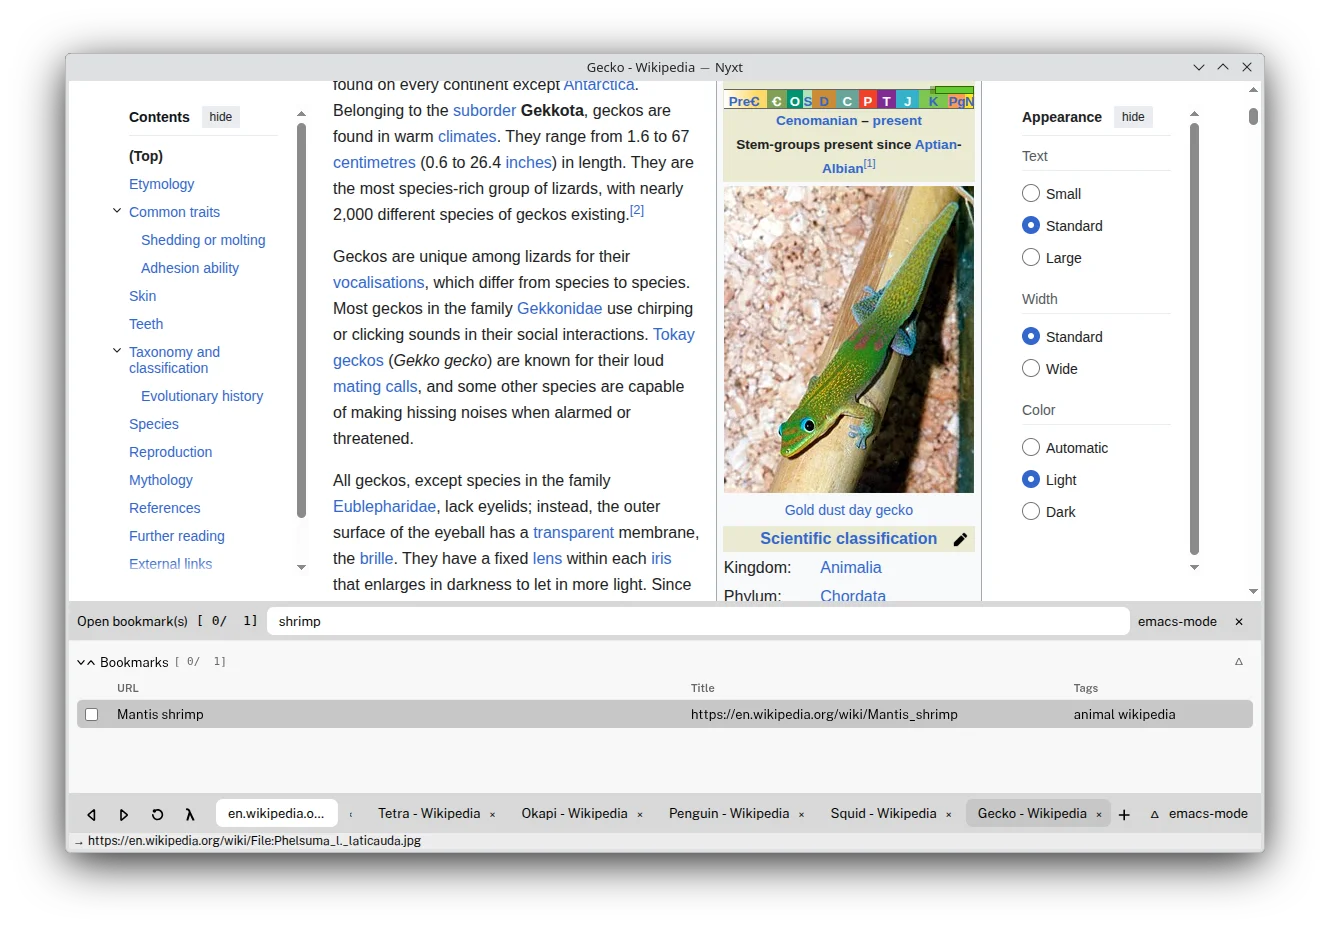 Gecko - Wikipedia — Nyxt
Contents hide
(Top)
Etymology
Common traits
Shedding or molting
Adhesion ability
Skin
Teeth
Taxonomy and
classification
Evolutionary history
Species
Reproduction
Mythology
References
Further reading
External links
found on every continent except Antarctica.
Belonging to the suborder Gekkota, geckos are
found in warm climates. They range from 1.6 to 67
centimetres (0.6 to 26.4 inches) in length. They are
the most species-rich group of lizards, with nearly
2,000 different species of geckos existing.[2]
Geckos are unique among lizards for their
vocalisations, which differ from species to species.
Most geckos in the family Gekkonidae use chirping
or clicking sounds in their social interactions. Tokay
geckos (Gekko gecko) are known for their loud
mating calls, and some other species are capable
of making hissing noises when alarmed or
threatened.
All geckos, except species in the family
Eublepharidae, lack eyelids; instead, the outer
surface of the eyeball has a transparent membrane,
the brille. They have a fixed lens within each iris
that enlarges in darkness to let in more light. Since
PreꞒ Ꞓ O S D C P T J K Pg N
Cenomanian – present
Stem-groups present since Aptian-
Albian[1]
Gold dust day gecko
Scientific classification
Kingdom: Animalia
Phylum: Chordata
Appearance hide
Text
Small
Standard
Large
Width
Standard
Wide
Color
Automatic
Light
Dark
Open bookmark(s) [ 0/ 1] shrimp emacs-mode ×
Bookmarks [ 0/ 1]
URL Title Tags
Mantis shrimp https://en.wikipedia.org/wiki/Mantis_shrimp animal wikipedia
λ en.wikipedia.o... Tetra - Wikipedia × Okapi - Wikipedia × Penguin - Wikipedia × Squid - Wikipedia × Gecko - Wikipedia × + emacs-mode
→ https://en.wikipedia.org/wiki/File:Phelsuma_l._laticauda.jpg